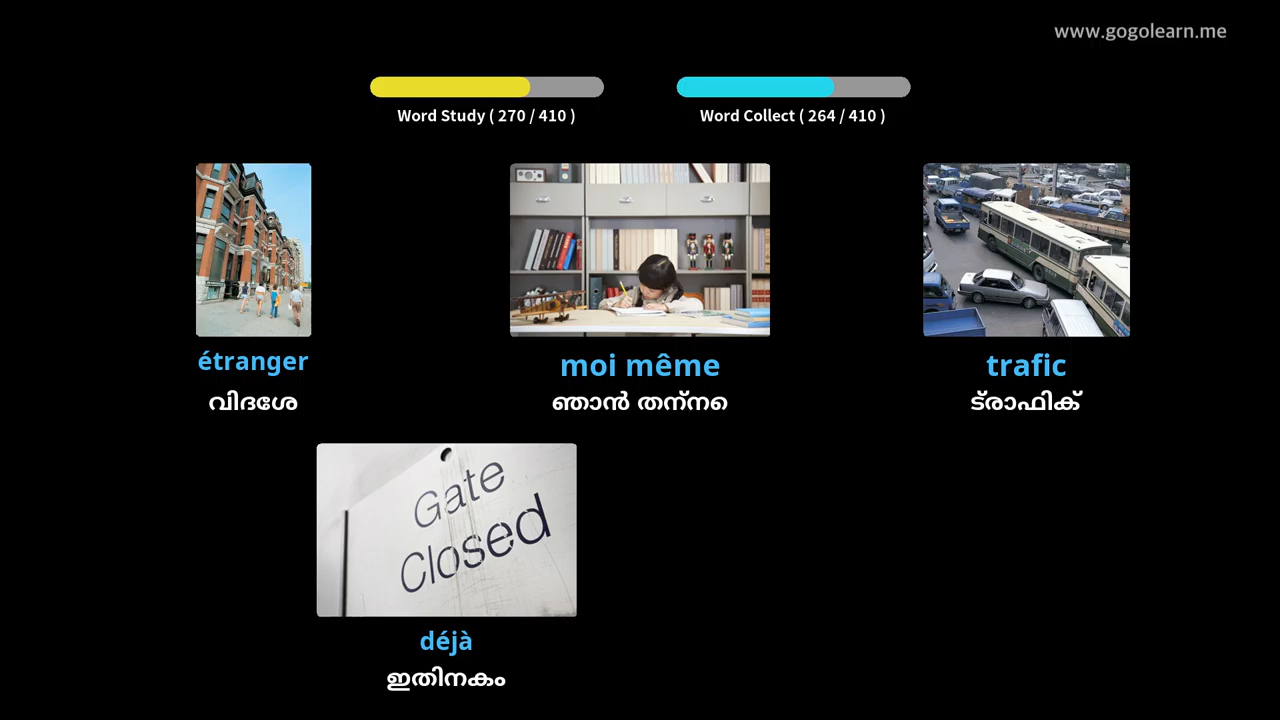 www.gogolearn.me
Word Study ( 270 / 410 )
Word Collect ( 264 / 410 )
étranger
വിദേശ
moi même
ഞാൻ തന്നെ
trafic
ട്രാഫിക്
Gate
Closed
déjà
ഇതിനകം